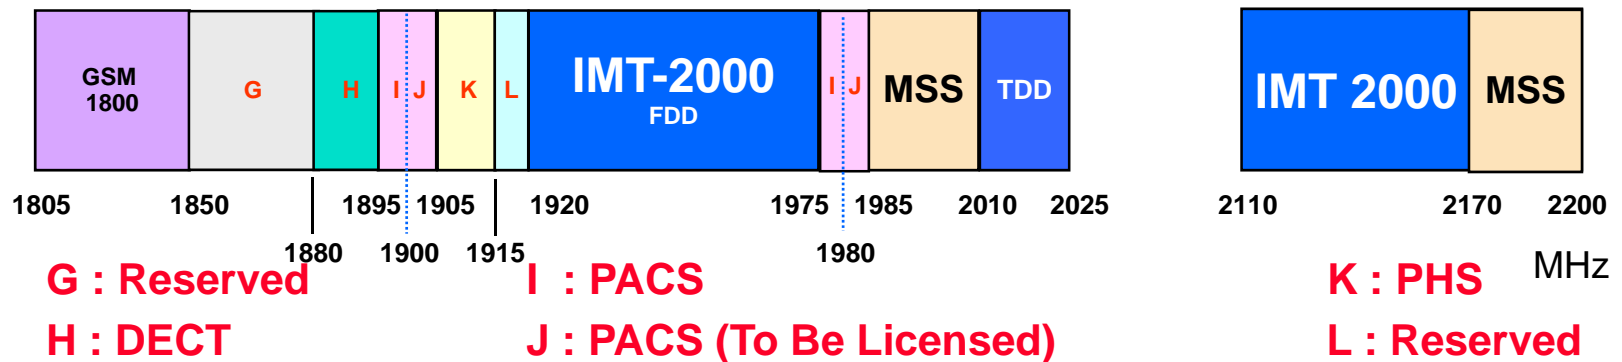 GSM
1800
G
H
I
J
K
L
IMT-2000
FDD
I
J
MSS
TDD
IMT 2000
MSS
1805 1850 1895 1905 1920 1975 1985 2010 2025 2110 2170 2200
1880 1900 1915 1980
MHz
G : Reserved I : PACS K : PHS
H : DECT J : PACS (To Be Licensed) L : Reserved